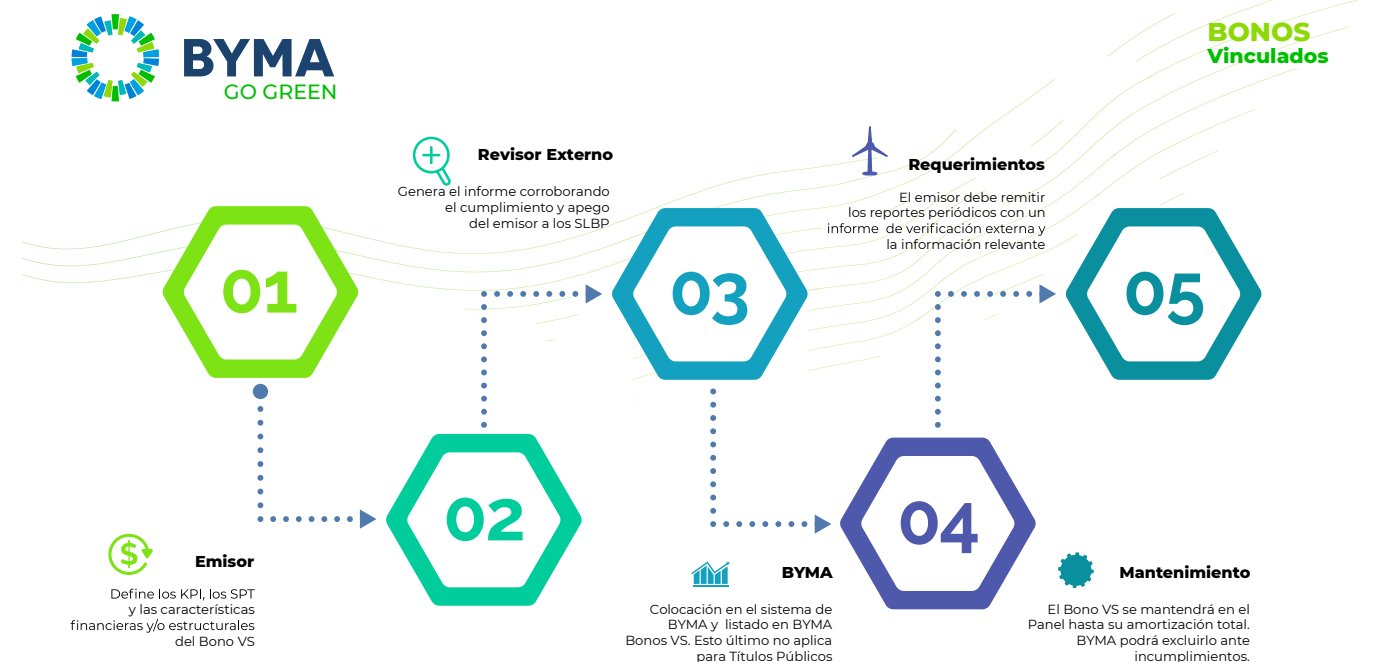 BYMA
GO GREEN
BONOS
Vinculados
01
Emisor
Define los KPI, los SPT
y las características
financieras y/o estructurales
del Bono VS
02
Revisor Externo
Genera el informe corroborando
el cumplimiento y apego
del emisor a los SLBP
03
BYMA
Colocación en el sistema de
BYMA y listado en BYMA
Bonos VS. Esto último no aplica
para Títulos Públicos
04
Requerimientos
El emisor debe remitir
los reportes periódicos con un
informe de verificación externa y
la información relevante
05
Mantenimiento
El Bono VS se mantendrá en el
Panel hasta su amortización total.
BYMA podrá excluirlo ante
incumplimientos.